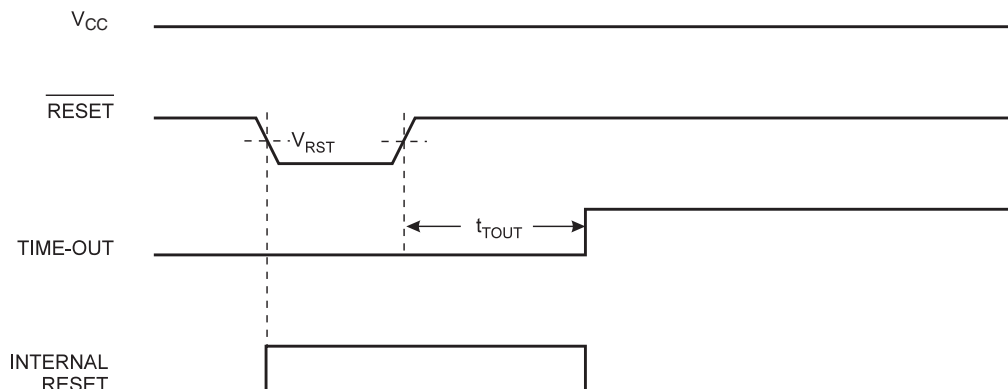 VCC
RESET
VRST
tTOUT
TIME-OUT
INTERNAL
RESET